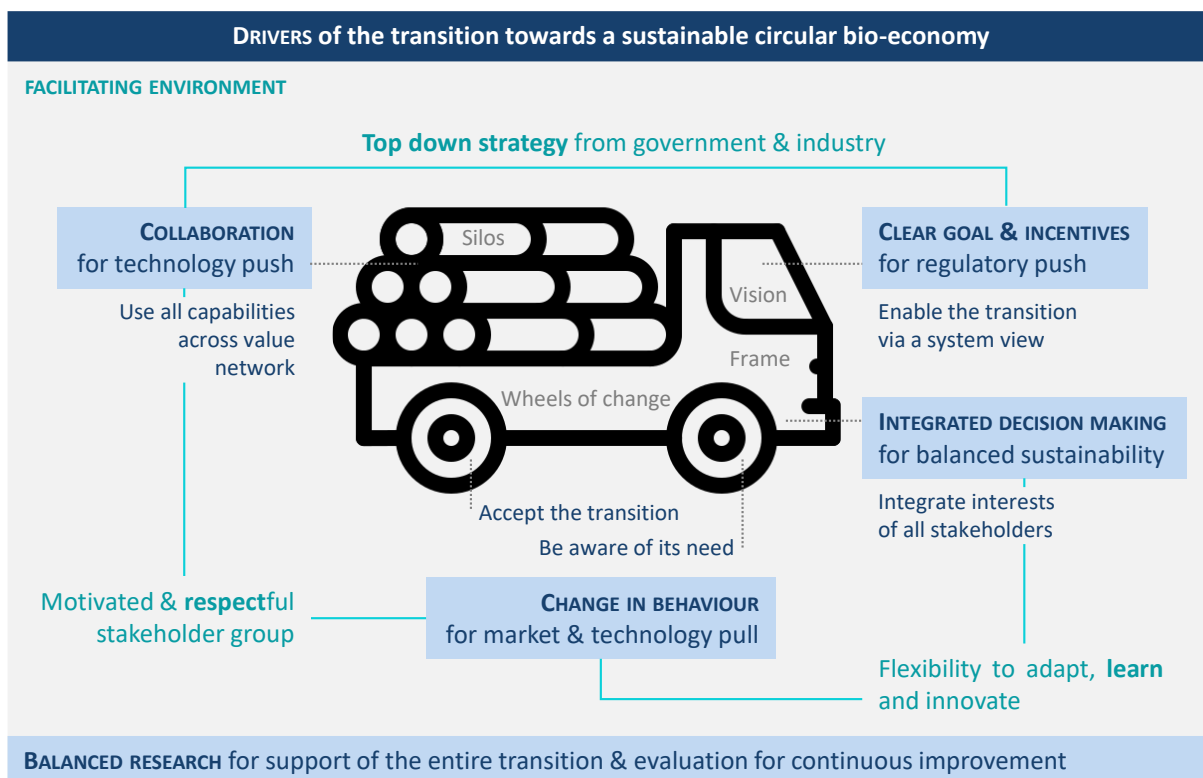 DRIVERS of the transition towards a sustainable circular bio-economy
FACILITATING ENVIRONMENT
Top down strategy from government & industry
COLLABORATION
for technology push
Use all capabilities
across value
network
Silos
Vision
Frame
Wheels of change
CLEAR GOAL & INCENTIVES
for regulatory push
Enable the transition
via a system view
INTEGRATED DECISION MAKING
for balanced sustainability
Integrate interests
of all stakeholders
Accept the transition
Be aware of its need
Motivated & respectful
stakeholder group
CHANGE IN BEHAVIOUR
for market & technology pull
Flexibility to adapt, learn
and innovate
BALANCED RESEARCH for support of the entire transition & evaluation for continuous improvement